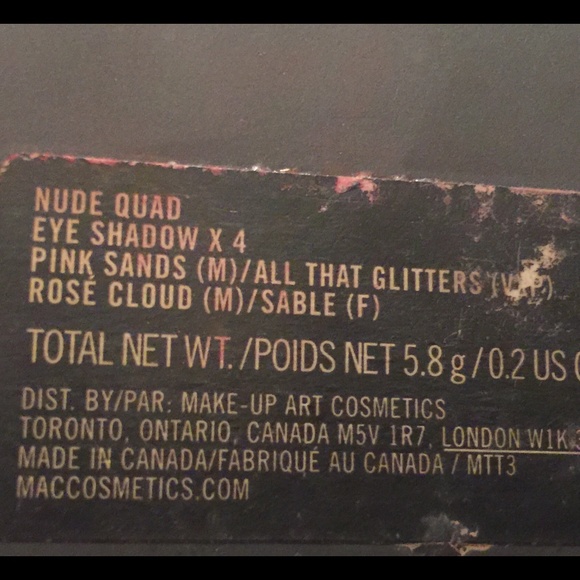 NUDE QUAD
EYE SHADOW X 4
PINK SANDS (M)/ALL THAT GLITTERS
ROSÉ CLOUD (M)/SABLE (F)
TOTAL NET WT./POIDS NET 5.8 g/0.2 US
DIST. BY/PAR: MAKE-UP ART COSMETICS
TORONTO, ONTARIO, CANADA M5V 1R7, LONDON W1K
MADE IN CANADA/FABRIQUÉ AU CANADA / MTT3
MACCOSMETICS.COM